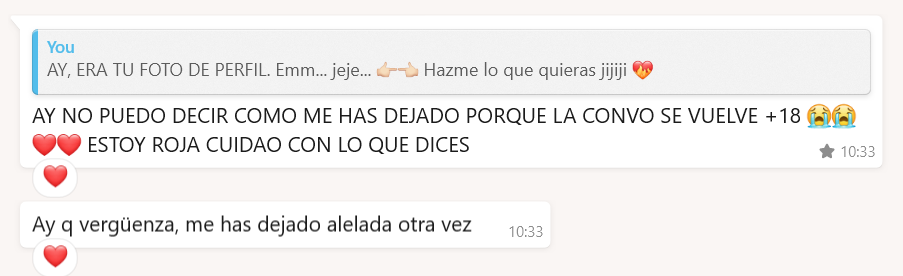 You
AY, ERA TU FOTO DE PERFIL. Emm... jeje... 👉🏻👈🏻 Hazme lo que quieras jijiji ❤️‍🔥
AY NO PUEDO DECIR COMO ME HAS DEJADO PORQUE LA CONVO SE VUELVE +18 😭😭
❤️❤️ ESTOY ROJA CUIDAO CON LO QUE DICES
10:33
Ay q vergüenza, me has dejado alelada otra vez
10:33